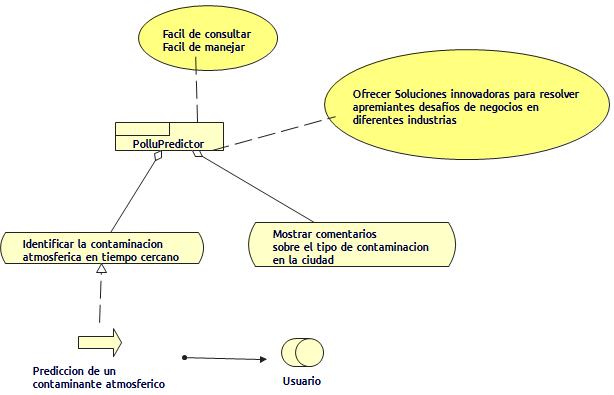 Facil de consultar
Facil de manejar
Ofrecer Soluciones innovadoras para resolver
apremiantes desafios de negocios en
diferentes industrias
PolluPredictor
Identificar la contaminacion
atmosferica en tiempo cercano
Mostrar comentarios
sobre el tipo de contaminacion
en la ciudad
Prediccion de un
contaminante atmosferico
Usuario